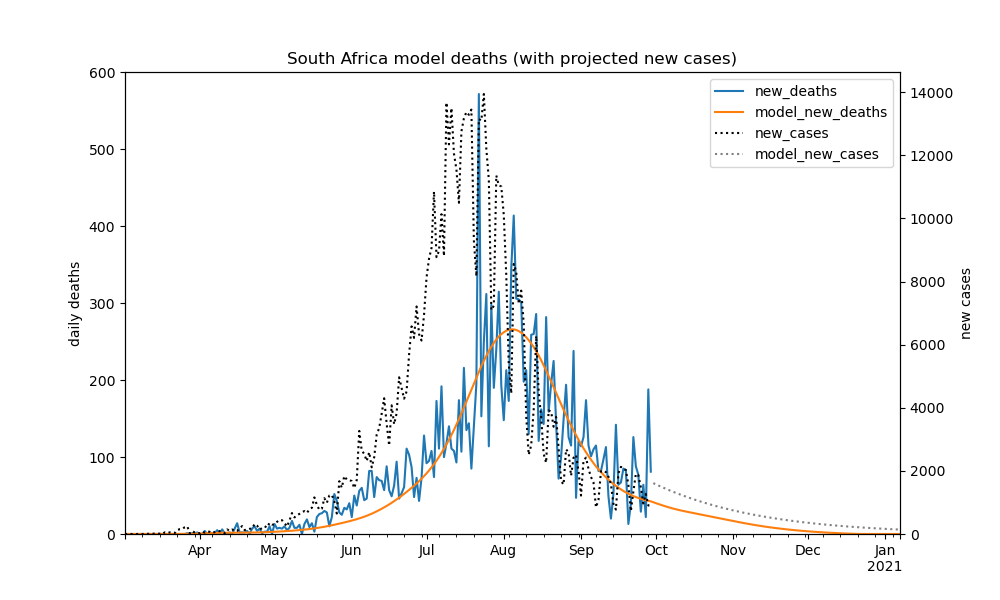 South Africa model deaths (with projected new cases)
600
500
400
300
200
100
0
daily deaths
14000
12000
10000
8000
6000
4000
2000
0
new cases
new_deaths
model_new_deaths
new_cases
model_new_cases
Apr May Jun Jul Aug Sep Oct Nov Dec Jan
2021